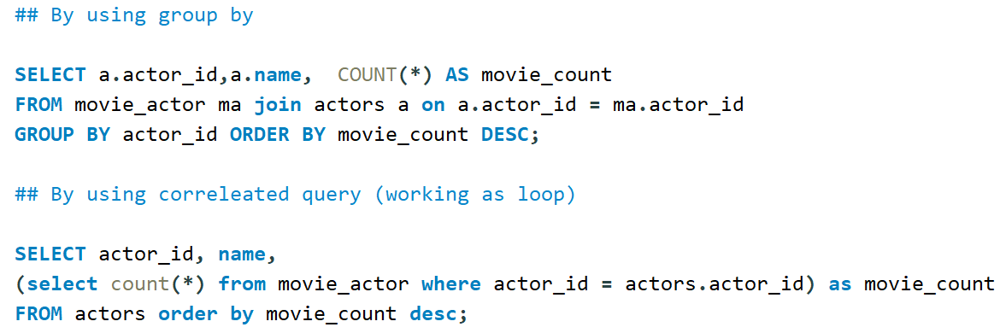 ## By using group by
SELECT a.actor_id,a.name,  COUNT(*) AS movie_count
FROM movie_actor ma join actors a on a.actor_id = ma.actor_id
GROUP BY actor_id ORDER BY movie_count DESC;
## By using correleated query (working as loop)
SELECT actor_id, name,
(select count(*) from movie_actor where actor_id = actors.actor_id) as movie_count
FROM actors order by movie_count desc;